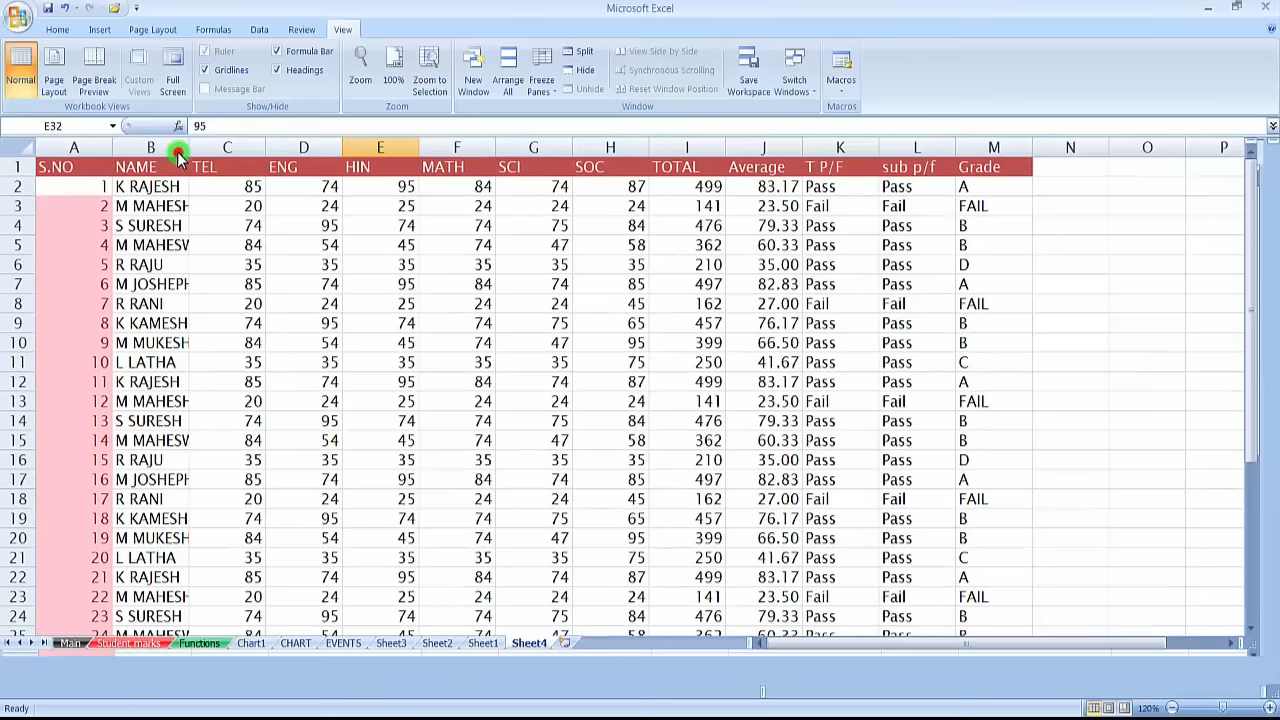 Microsoft Excel
Home Insert Page Layout Formulas Data Review View
Normal Page Layout Page Break Preview Custom Views Full Screen
Workbook Views
Ruler Formula Bar
Gridlines Headings
Message Bar
Show/Hide
Zoom 100% Zoom to Selection
Zoom
New Window Arrange All Freeze Panes
Split View Side by Side
Hide Synchronous Scrolling
Unhide Reset Window Position
Save Workspace Switch Windows
Window
Macros
Macros
E32 fx 95
A B C D E F G H I J K L M N O P
1 S.NO NAME TEL ENG HIN MATH SCI SOC TOTAL Average T P/F sub p/f Grade
2 1 K RAJESH 85 74 95 84 74 87 499 83.17 Pass Pass A
3 2 M MAHESH 20 24 25 24 24 24 141 23.50 Fail Fail FAIL
4 3 S SURESH 74 95 74 74 75 84 476 79.33 Pass Pass B
5 4 M MAHESW 84 54 45 74 47 58 362 60.33 Pass Pass B
6 5 R RAJU 35 35 35 35 35 35 210 35.00 Pass Pass D
7 6 M JOSHEPH 85 74 95 84 74 85 497 82.83 Pass Pass A
8 7 R RANI 20 24 25 24 24 45 162 27.00 Fail Fail FAIL
9 8 K KAMESH 74 95 74 74 75 65 457 76.17 Pass Pass B
10 9 M MUKESH 84 54 45 74 47 95 399 66.50 Pass Pass B
11 10 L LATHA 35 35 35 35 35 75 250 41.67 Pass Pass C
12 11 K RAJESH 85 74 95 84 74 87 499 83.17 Pass Pass A
13 12 M MAHESH 20 24 25 24 24 24 141 23.50 Fail Fail FAIL
14 13 S SURESH 74 95 74 74 75 84 476 79.33 Pass Pass B
15 14 M MAHESW 84 54 45 74 47 58 362 60.33 Pass Pass B
16 15 R RAJU 35 35 35 35 35 35 210 35.00 Pass Pass D
17 16 M JOSHEPH 85 74 95 84 74 85 497 82.83 Pass Pass A
18 17 R RANI 20 24 25 24 24 45 162 27.00 Fail Fail FAIL
19 18 K KAMESH 74 95 74 74 75 65 457 76.17 Pass Pass B
20 19 M MUKESH 84 54 45 74 47 95 399 66.50 Pass Pass B
21 20 L LATHA 35 35 35 35 35 75 250 41.67 Pass Pass C
22 21 K RAJESH 85 74 95 84 74 87 499 83.17 Pass Pass A
23 22 M MAHESH 20 24 25 24 24 24 141 23.50 Fail Fail FAIL
24 23 S SURESH 74 95 74 74 75 84 476 79.33 Pass Pass B
25 24 M MAHESW 84 54 45 74 47 58 362 60.33 Pass Pass B
Main Student marks Functions Chart1 CHART EVENTS Sheet3 Sheet2 Sheet1 Sheet4
Ready 120%